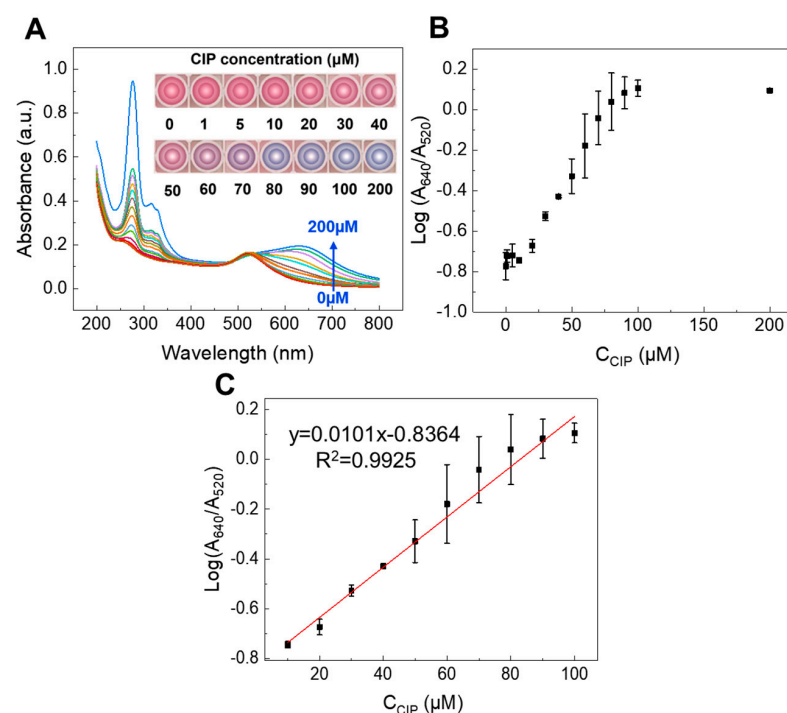 A
CIP concentration (µM)
0 1 5 10 20 30 40
50 60 70 80 90 100 200
200µM
0µM
1.0
0.8
0.6
0.4
0.2
0.0
Absorbance (a.u.)
200 300 400 500 600 700 800
Wavelength (nm)
B
0.2
0.0
-0.2
-0.4
-0.6
-0.8
-1.0
Log (A640/A520)
0 50 100 150 200
CCIP (µM)
C
y=0.0101x-0.8364
R2=0.9925
0.2
0.0
-0.2
-0.4
-0.6
-0.8
Log(A640/A520)
20 40 60 80 100
CCIP (µM)